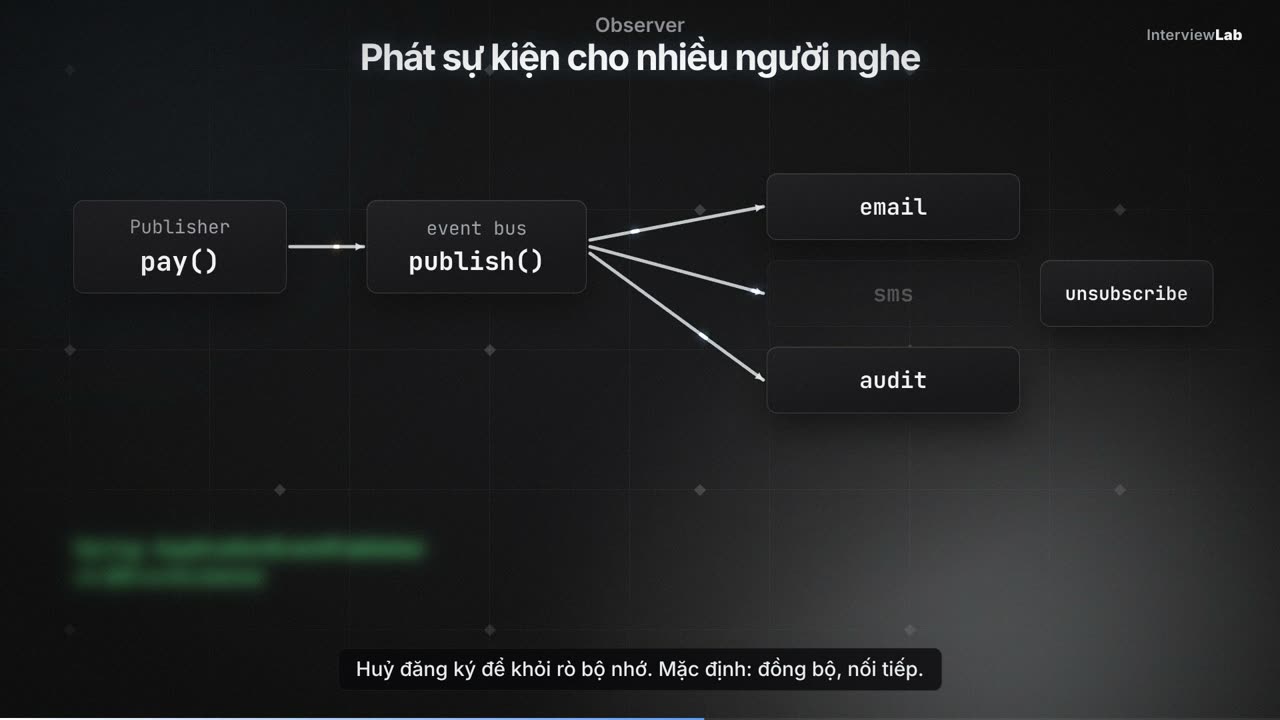 Observer
Phát sự kiện cho nhiều người nghe
InterviewLab
Publisher
pay()
event bus
publish()
email
sms
unsubscribe
audit
Huỷ đăng ký để khỏi rò bộ nhớ. Mặc định: đồng bộ, nối tiếp.